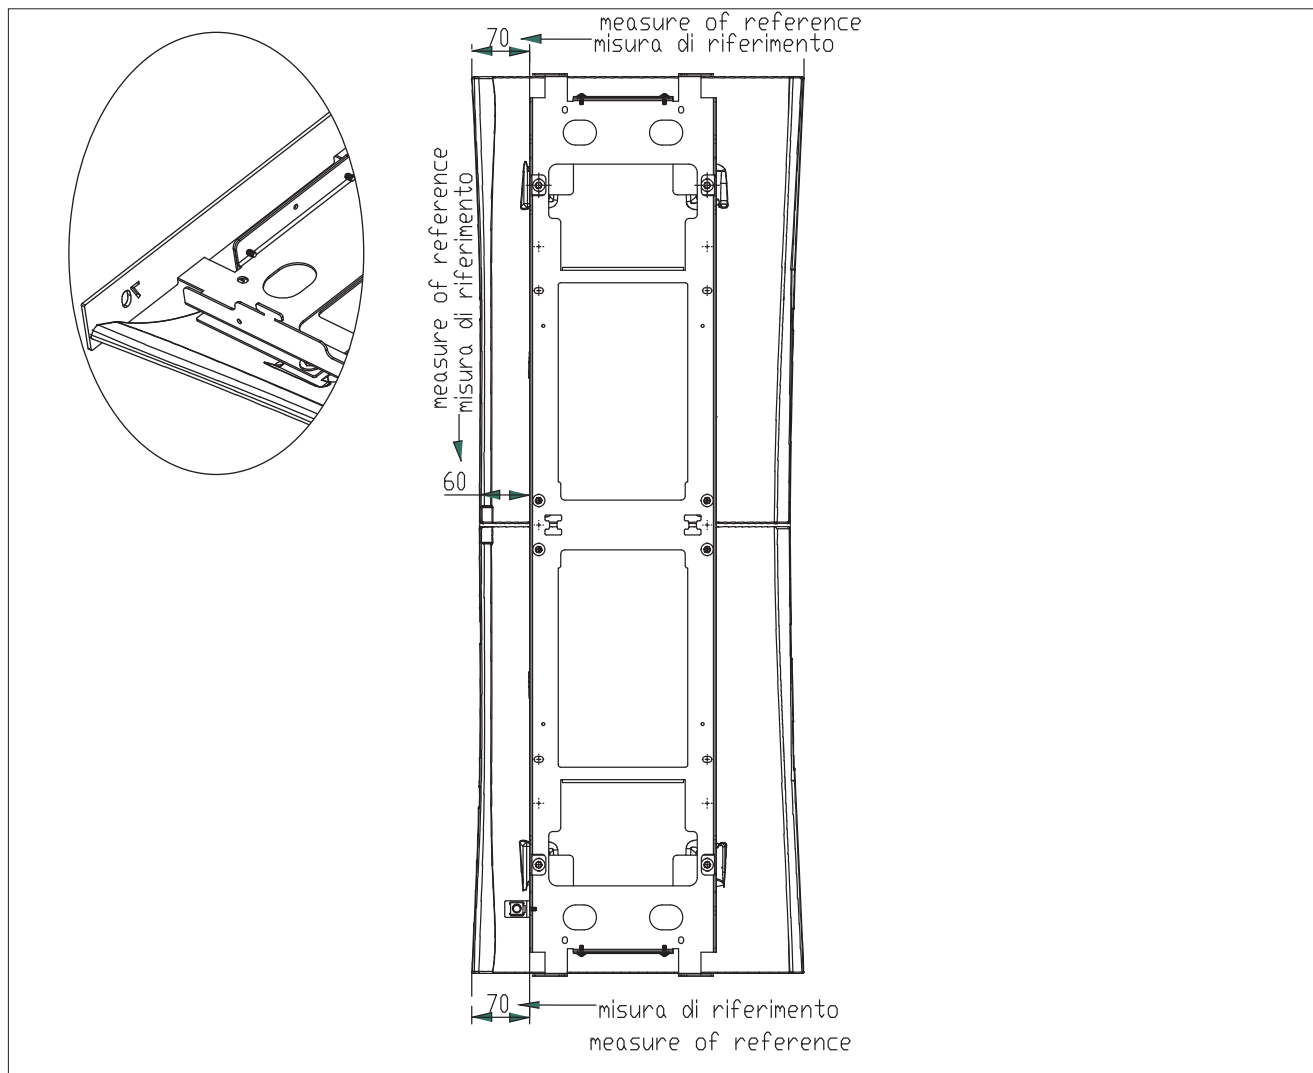 measure of reference
70
misura di riferimento
measure of reference
misura di riferimento
60
70
misura di riferimento
measure of reference